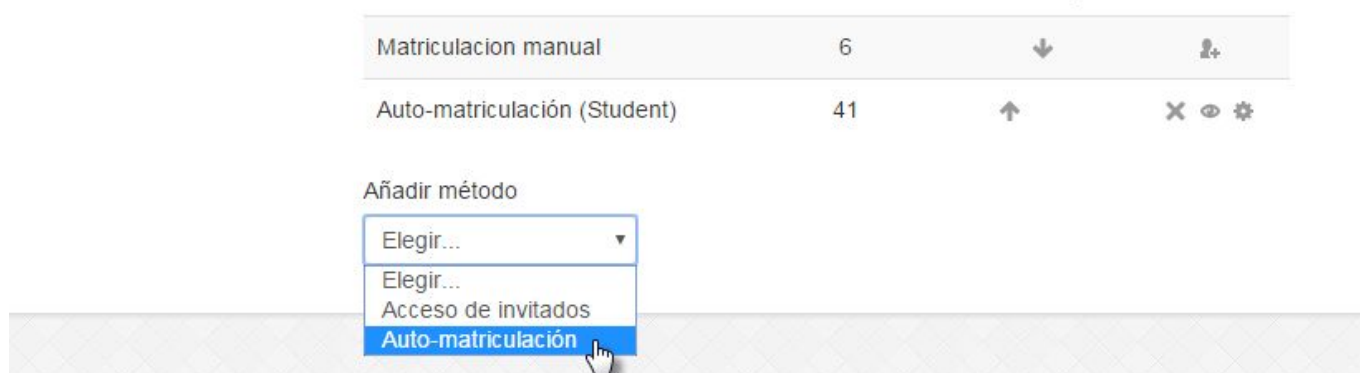 Matriculacion manual 6
Auto-matriculación (Student) 41
Añadir método
Elegir...
Elegir...
Acceso de invitados
Auto-matriculación